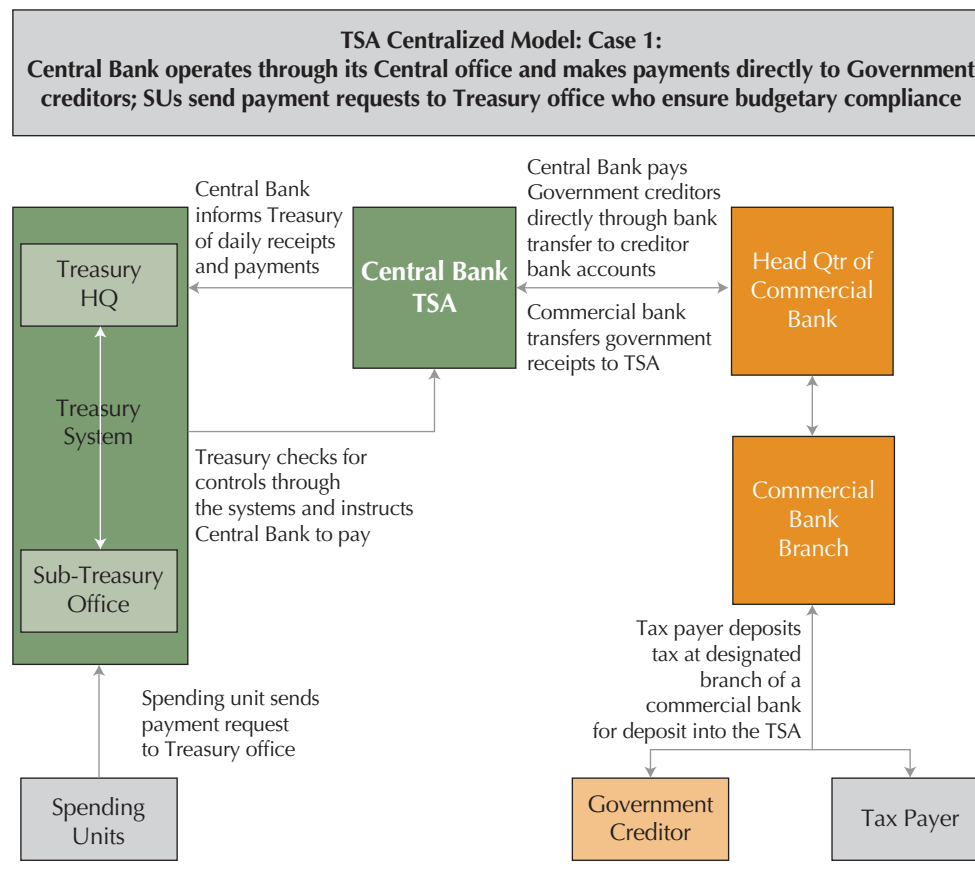 TSA Centralized Model: Case 1:
Central Bank operates through its Central office and makes payments directly to Government
creditors; SUs send payment requests to Treasury office who ensure budgetary compliance
Central Bank
informs Treasury
of daily receipts
and payments
Central Bank pays
Government creditors
directly through bank
transfer to creditor
bank accounts
Treasury
HQ
Central Bank
TSA
Head Qtr of
Commercial
Bank
Commercial bank
transfers government
receipts to TSA
Treasury
System
Treasury checks for
controls through
the systems and instructs
Central Bank to pay
Commercial
Bank
Branch
Sub-Treasury
Office
Tax payer deposits
tax at designated
branch of a
commercial bank
for deposit into the TSA
Spending unit sends
payment request
to Treasury office
Spending
Units
Government
Creditor
Tax Payer